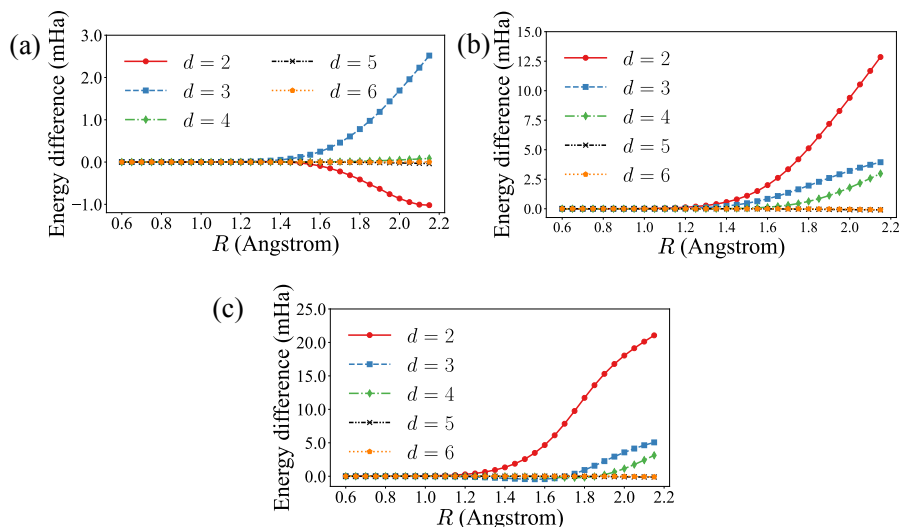 (a)
Energy difference (mHa)
3.0
2.0
1.0
0.0
−1.0
d = 2
d = 3
d = 4
d = 5
d = 6
0.6 0.8 1.0 1.2 1.4 1.6 1.8 2.0 2.2
R (Angstrom)
(b)
Energy difference (mHa)
15.0
12.5
10.0
7.5
5.0
2.5
0.0
d = 2
d = 3
d = 4
d = 5
d = 6
0.6 0.8 1.0 1.2 1.4 1.6 1.8 2.0 2.2
R (Angstrom)
(c)
Energy difference (mHa)
25.0
20.0
15.0
10.0
5.0
0.0
d = 2
d = 3
d = 4
d = 5
d = 6
0.6 0.8 1.0 1.2 1.4 1.6 1.8 2.0 2.2
R (Angstrom)